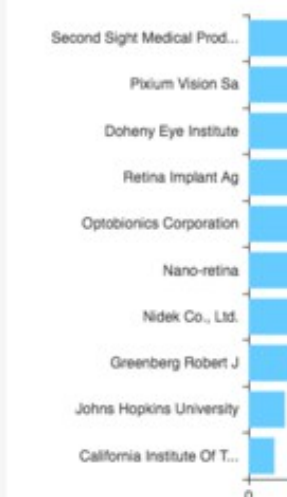 Second Sight Medical Prod...
Pixium Vision Sa
Doheny Eye Institute
Retina Implant Ag
Optobionics Corporation
Nano-retina
Nidek Co., Ltd.
Greenberg Robert J
Johns Hopkins University
California Institute Of T...
0